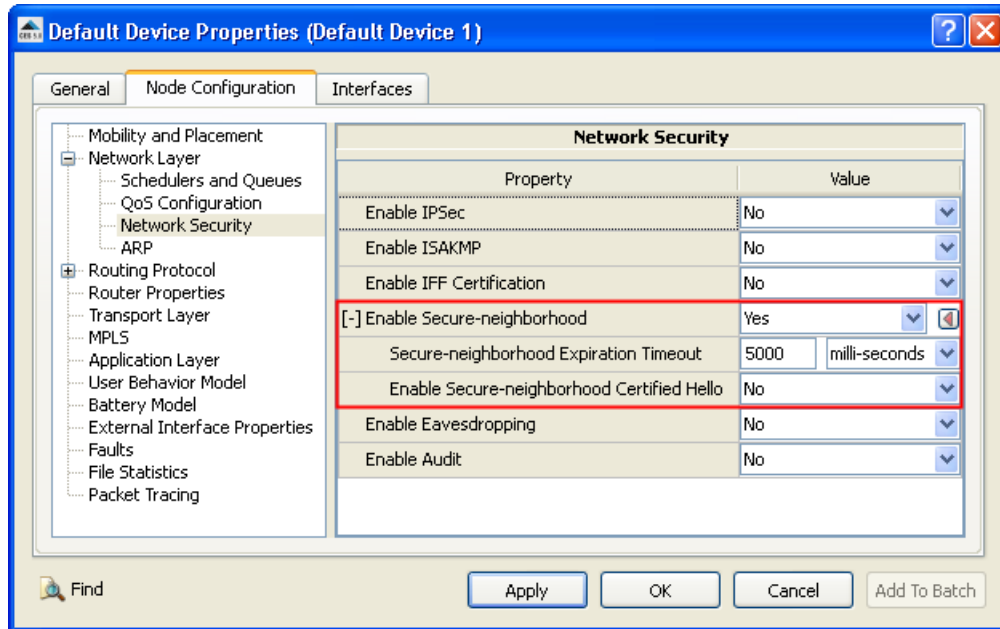 Default Device Properties (Default Device 1)
General
Node Configuration
Interfaces
Mobility and Placement
Network Layer
Schedulers and Queues
QoS Configuration
Network Security
ARP
Routing Protocol
Router Properties
Transport Layer
MPLS
Application Layer
User Behavior Model
Battery Model
External Interface Properties
Faults
File Statistics
Packet Tracing
Network Security
Property Value
Enable IPSec No
Enable ISAKMP No
Enable IFF Certification No
[-] Enable Secure-neighborhood Yes
Secure-neighborhood Expiration Timeout 5000 milli-seconds
Enable Secure-neighborhood Certified Hello No
Enable Eavesdropping No
Enable Audit No
Find
Apply
OK
Cancel
Add To Batch